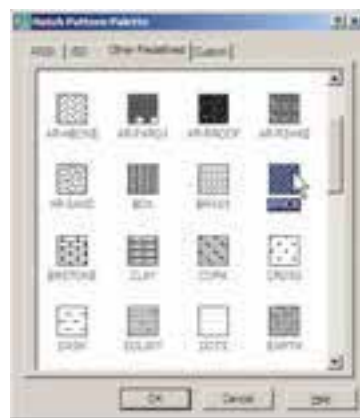 Hatch Pattern Palette
ANSI ISO Other Predefined Custom
AR-HBONE AR-PARQ1 AR-RROOF AR-RSHKE
AR-SAND BOX BRASS BRICK
BRSTONE CLAY CORK CROSS
DASH DOLMIT DOTS EARTH
OK Cancel Help